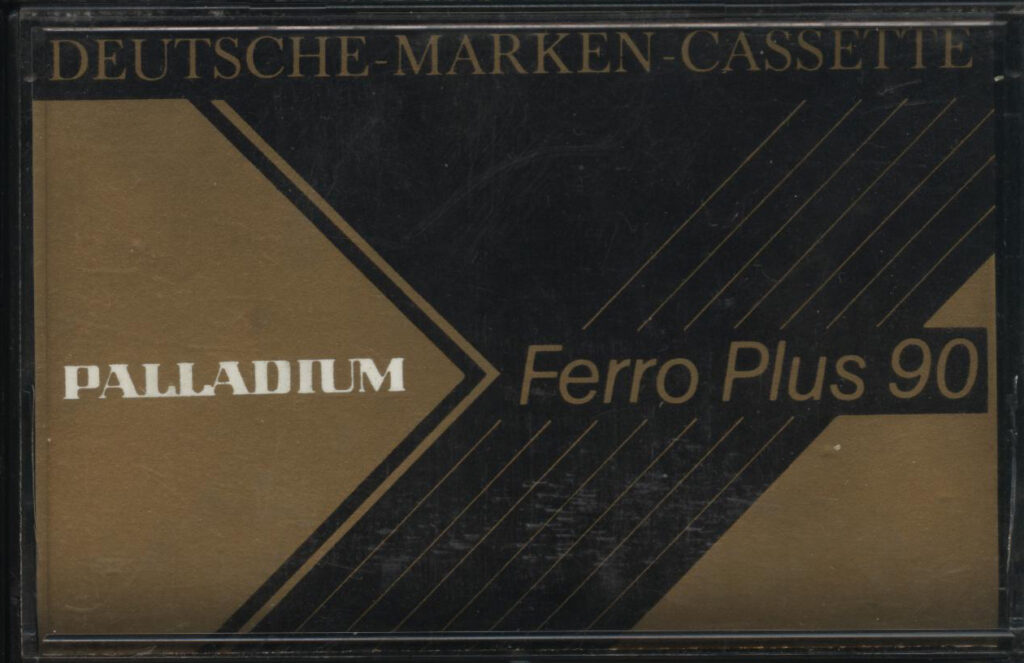 DEUTSCHE-MARKEN-CASSETTE
PALLADIUM
Ferro Plus 90